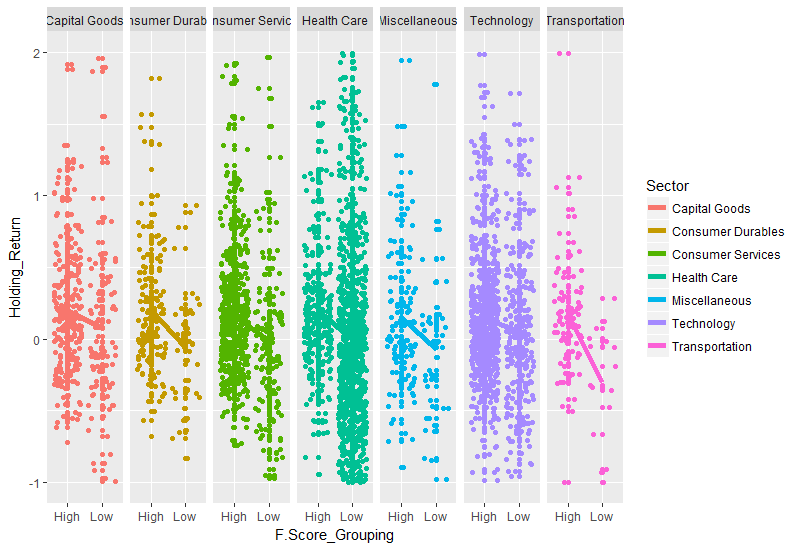 Capital Goods nsumer Durab nsumer Servic Health Care Miscellaneous Technology Transportation
2
1
0
-1
Holding_Return
High Low High Low High Low High Low High Low High Low High Low
F.Score_Grouping
Sector
Capital Goods
Consumer Durables
Consumer Services
Health Care
Miscellaneous
Technology
Transportation